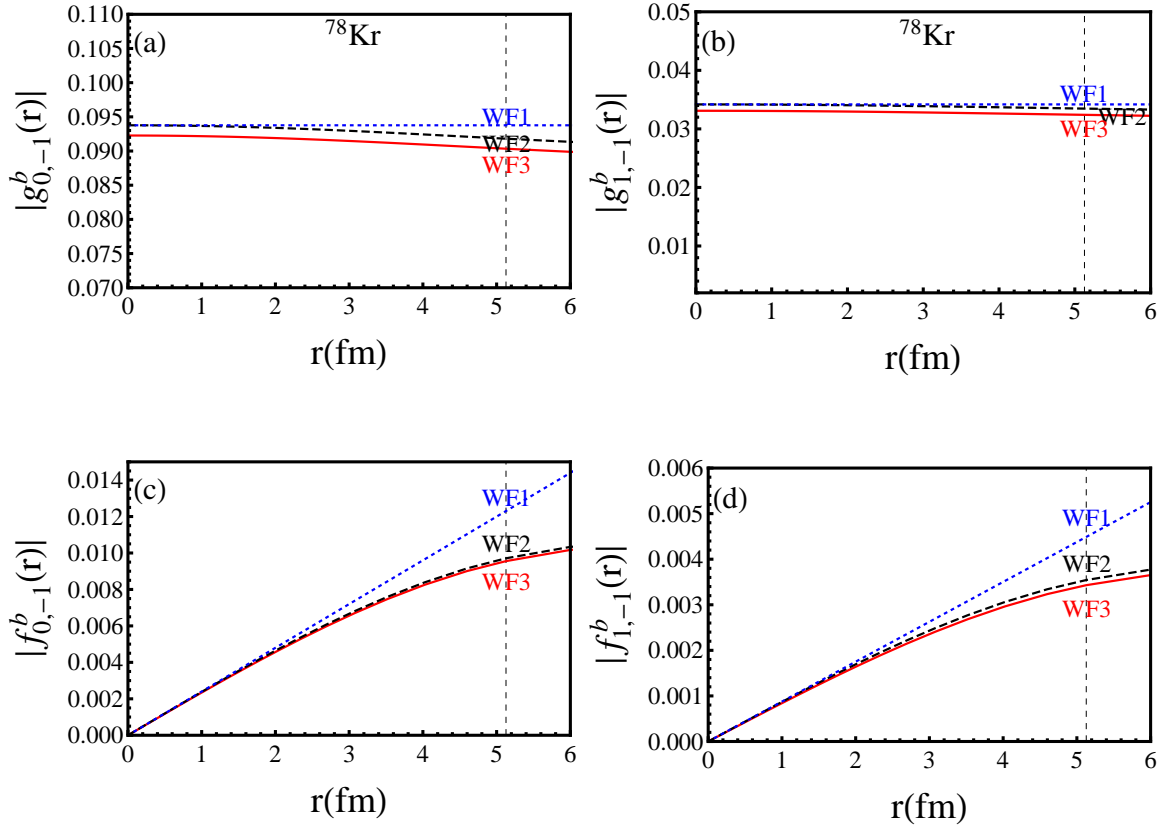 (a)
⁷⁸Kr
|g^b_{0,-1}(r)|
0.110
0.105
0.100
0.095
0.090
0.085
0.080
0.075
0.070
WF1
WF2
WF3
0 1 2 3 4 5 6
r(fm)
(b)
⁷⁸Kr
|g^b_{1,-1}(r)|
0.05
0.04
0.03
0.02
0.01
WF1
WF2
WF3
0 1 2 3 4 5 6
r(fm)
(c)
|f^b_{0,-1}(r)|
0.014
0.012
0.010
0.008
0.006
0.004
0.002
0.000
WF1
WF2
WF3
0 1 2 3 4 5 6
r(fm)
(d)
|f^b_{1,-1}(r)|
0.006
0.005
0.004
0.003
0.002
0.001
0.000
WF1
WF2
WF3
0 1 2 3 4 5 6
r(fm)